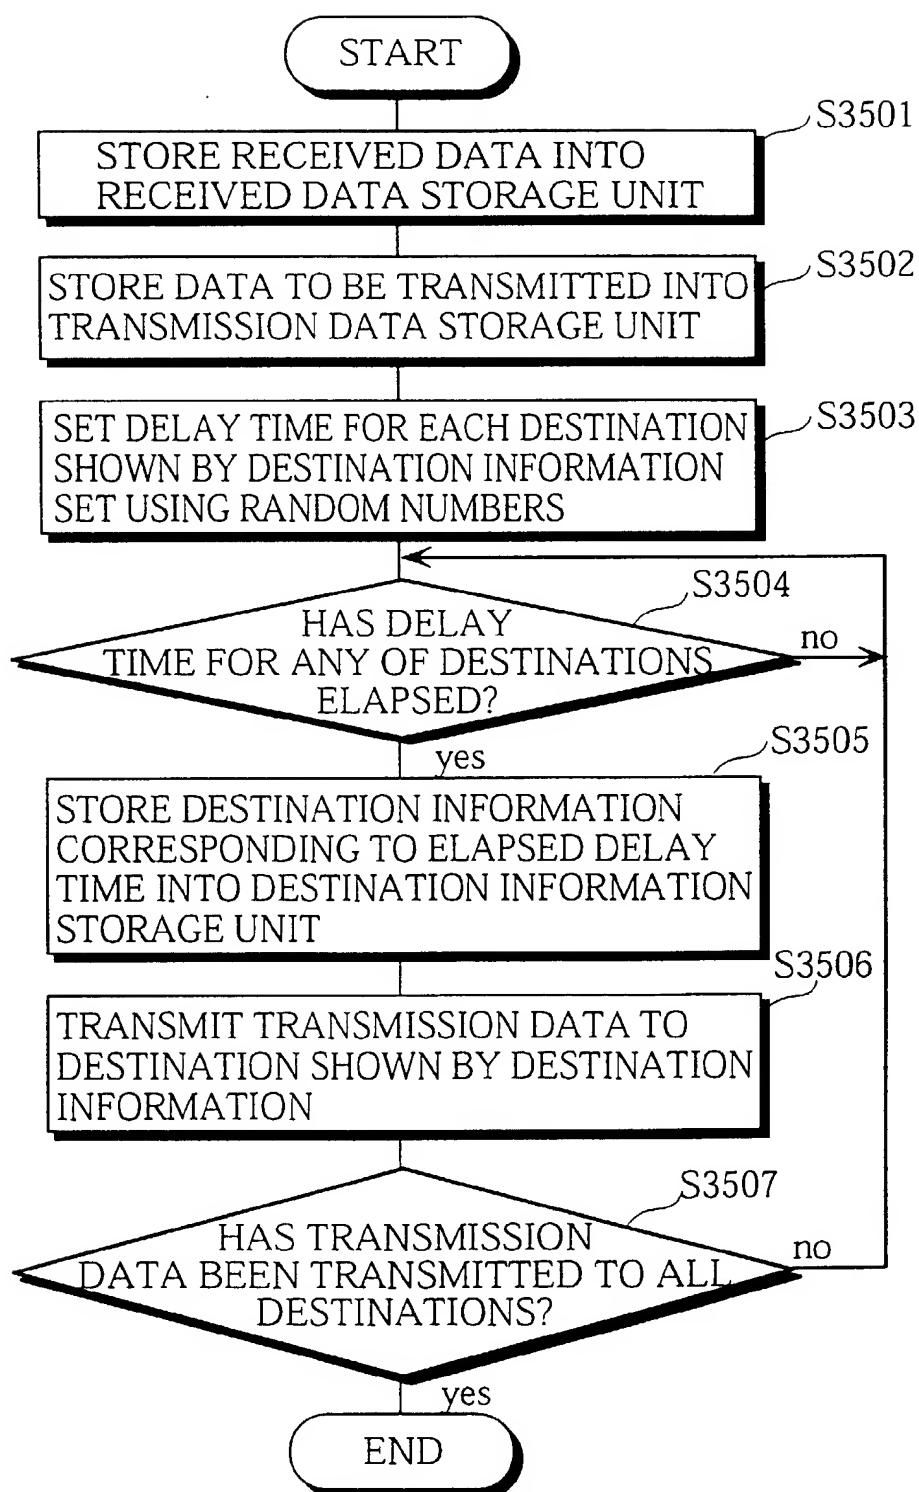 START
S3501
STORE RECEIVED DATA INTO
RECEIVED DATA STORAGE UNIT
S3502
STORE DATA TO BE TRANSMITTED INTO
TRANSMISSION DATA STORAGE UNIT
S3503
SET DELAY TIME FOR EACH DESTINATION
SHOWN BY DESTINATION INFORMATION
SET USING RANDOM NUMBERS
S3504
HAS DELAY
TIME FOR ANY OF DESTINATIONS
ELAPSED?
no
yes
S3505
STORE DESTINATION INFORMATION
CORRESPONDING TO ELAPSED DELAY
TIME INTO DESTINATION INFORMATION
STORAGE UNIT
S3506
TRANSMIT TRANSMISSION DATA TO
DESTINATION SHOWN BY DESTINATION
INFORMATION
S3507
HAS TRANSMISSION
DATA BEEN TRANSMITTED TO ALL
DESTINATIONS?
no
yes
END